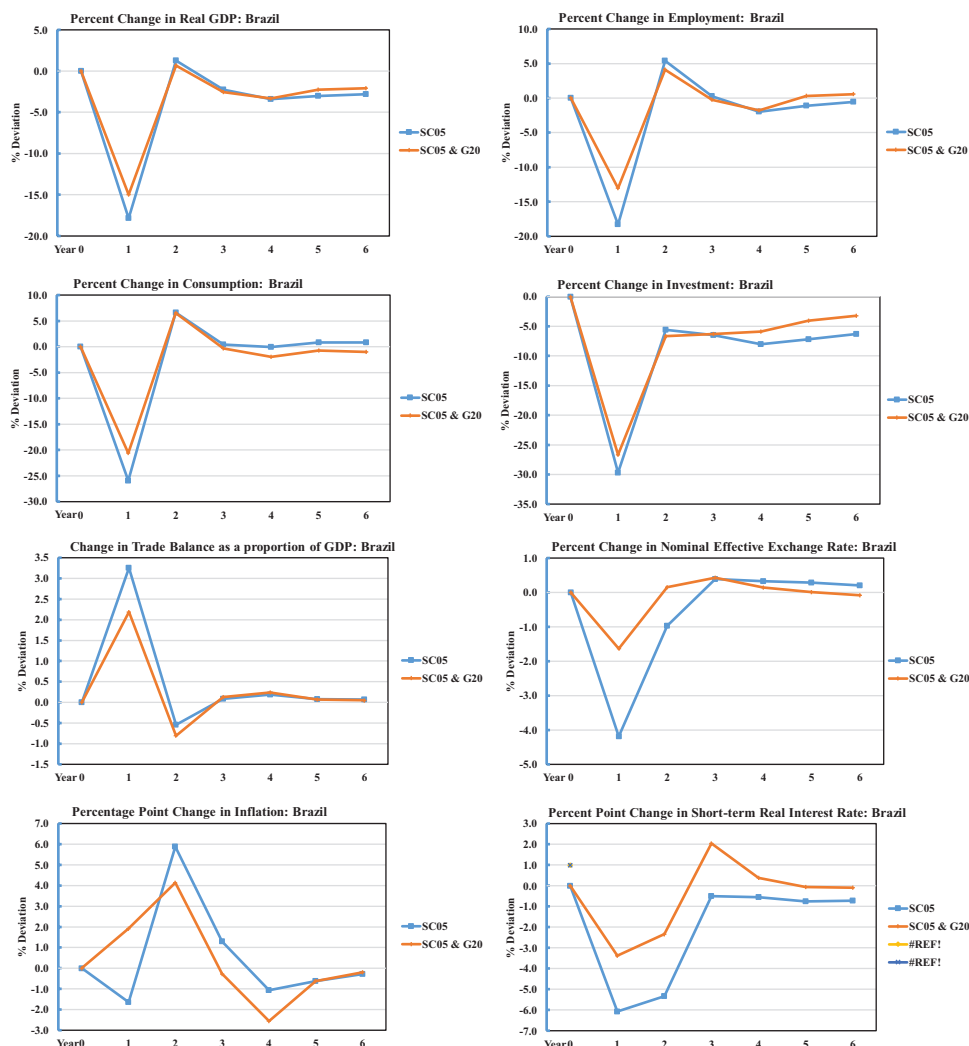 Percent Change in Real GDP: Brazil
5.0
0.0
-5.0
-10.0
-15.0
-20.0
% Deviation
Year 0 1 2 3 4 5 6
SC05
SC05 & G20
Percent Change in Employment: Brazil
10.0
5.0
0.0
-5.0
-10.0
-15.0
-20.0
% Deviation
Year 0 1 2 3 4 5 6
SC05
SC05 & G20
Percent Change in Consumption: Brazil
10.0
5.0
0.0
-5.0
-10.0
-15.0
-20.0
-25.0
-30.0
% Deviation
Year 0 1 2 3 4 5 6
SC05
SC05 & G20
Percent Change in Investment: Brazil
0.0
-5.0
-10.0
-15.0
-20.0
-25.0
-30.0
-35.0
% Deviation
Year 0 1 2 3 4 5 6
SC05
SC05 & G20
Change in Trade Balance as a proportion of GDP: Brazil
3.5
3.0
2.5
2.0
1.5
1.0
0.5
0.0
-0.5
-1.0
-1.5
% Deviation
Year 0 1 2 3 4 5 6
SC05
SC05 & G20
Percent Change in Nominal Effective Exchange Rate: Brazil
1.0
0.0
-1.0
-2.0
-3.0
-4.0
-5.0
% Deviation
Year 0 1 2 3 4 5 6
SC05
SC05 & G20
Percentage Point Change in Inflation: Brazil
7.0
6.0
5.0
4.0
3.0
2.0
1.0
0.0
-1.0
-2.0
-3.0
% Deviation
Year 0 1 2 3 4 5 6
SC05
SC05 & G20
Percent Point Change in Short-term Real Interest Rate: Brazil
3.0
2.0
1.0
0.0
-1.0
-2.0
-3.0
-4.0
-5.0
-6.0
-7.0
% Deviation
Year 0 1 2 3 4 5 6
SC05
SC05 & G20
#REF!
#REF!